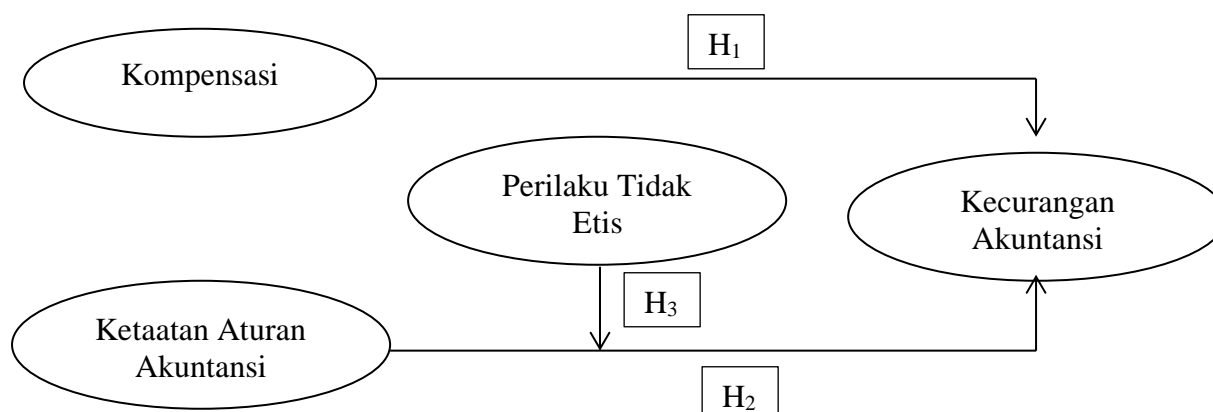 H₁
Kompensasi
Perilaku Tidak
Etis
Kecurangan
Akuntansi
H₃
Ketaatan Aturan
Akuntansi
H₂